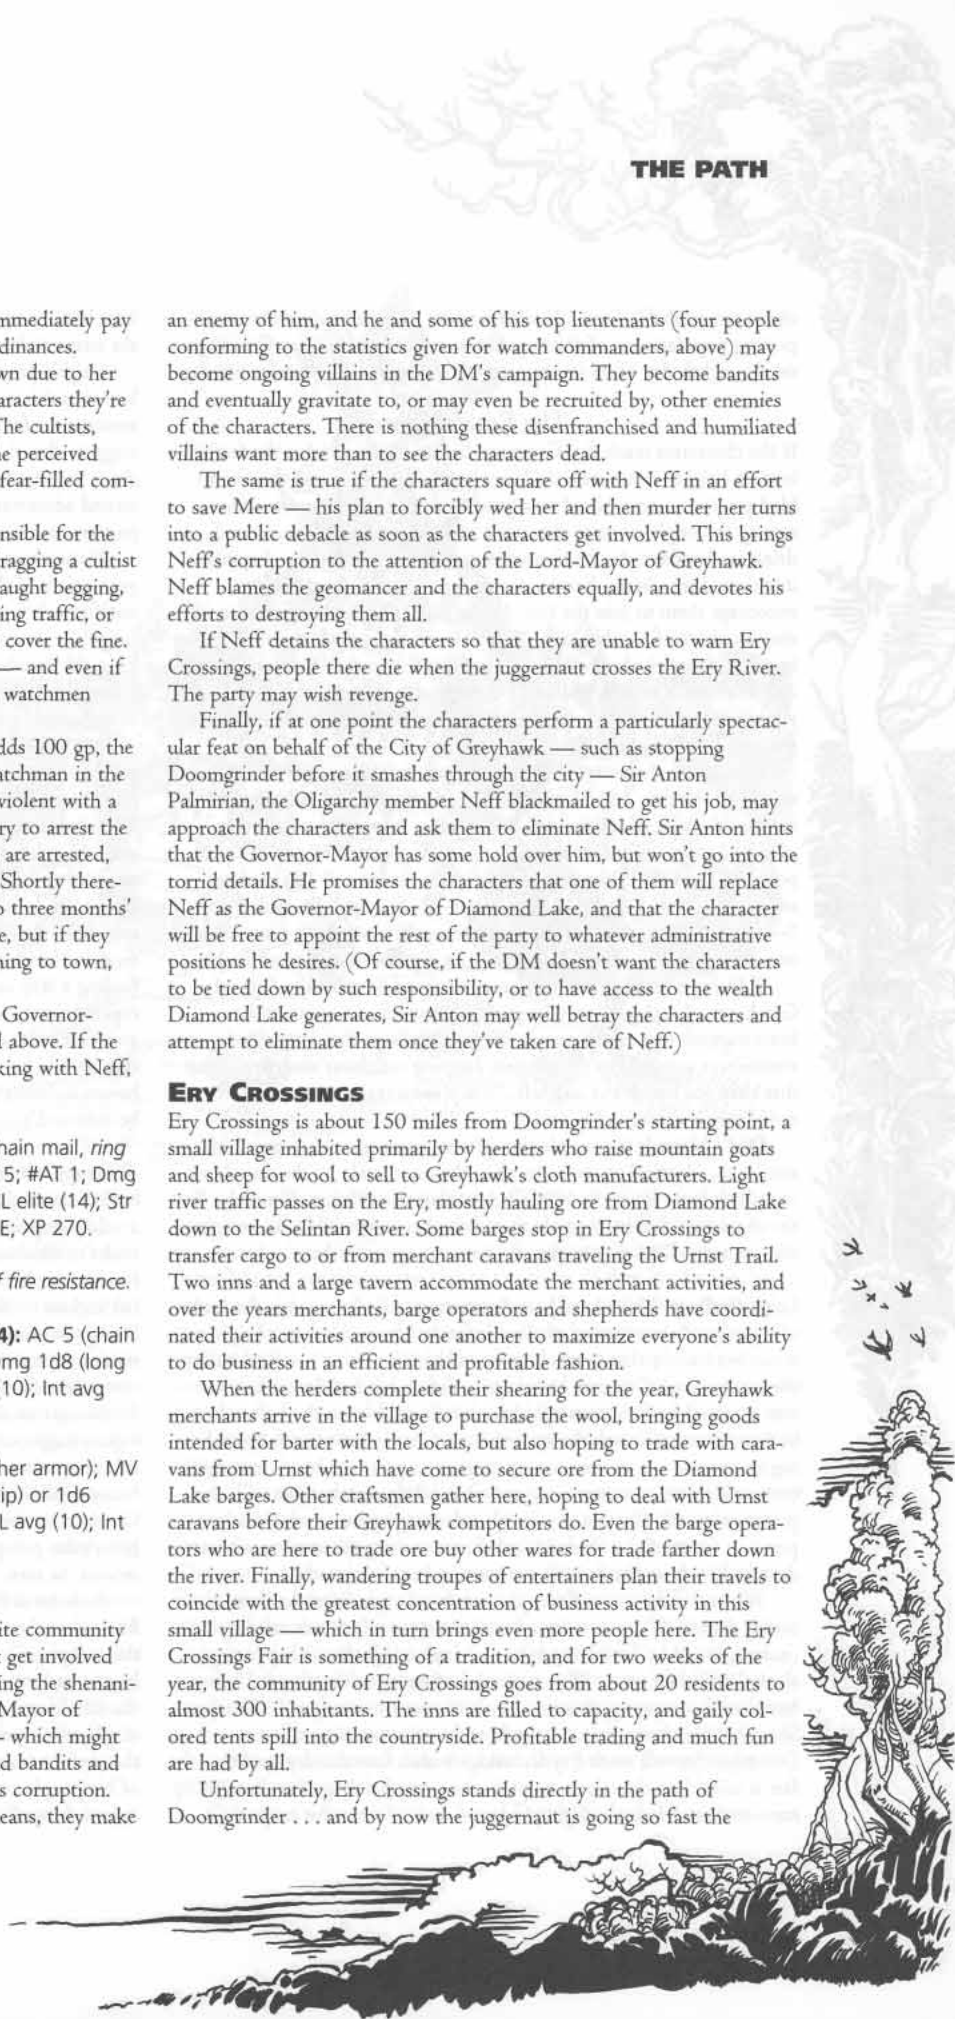 THE PATH
nmediately pay
dinances.
wn due to her
aracters they're
The cultists,
e perceived
fear-filled com-
nsible for the
ragging a cultist
aught begging,
ing traffic, or
cover the fine.
— and even if
watchmen
dds 100 gp, the
atchman in the
violent with a
ry to arrest the
are arrested,
Shortly there-
o three months'
e, but if they
ning to town,
Governor-
l above. If the
king with Neff,
hain mail, ring
5; #AT 1; Dmg
L elite (14); Str
E; XP 270.
f fire resistance.
4): AC 5 (chain
mg 1d8 (long
10); Int avg
her armor); MV
ip) or 1d6
L avg (10); Int
ite community
get involved
ing the shenani-
Mayor of
- which might
d bandits and
s corruption.
eans, they make
an enemy of him, and he and some of his top lieutenants (four people
conforming to the statistics given for watch commanders, above) may
become ongoing villains in the DM's campaign. They become bandits
and eventually gravitate to, or may even be recruited by, other enemies
of the characters. There is nothing these disenfranchised and humiliated
villains want more than to see the characters dead.
The same is true if the characters square off with Neff in an effort
to save Mere — his plan to forcibly wed her and then murder her turns
into a public debacle as soon as the characters get involved. This brings
Neff's corruption to the attention of the Lord-Mayor of Greyhawk.
Neff blames the geomancer and the characters equally, and devotes his
efforts to destroying them all.
If Neff detains the characters so that they are unable to warn Ery
Crossings, people there die when the juggernaut crosses the Ery River.
The party may wish revenge.
Finally, if at one point the characters perform a particularly spectac-
ular feat on behalf of the City of Greyhawk — such as stopping
Doomgrinder before it smashes through the city — Sir Anton
Palmirian, the Oligarchy member Neff blackmailed to get his job, may
approach the characters and ask them to eliminate Neff. Sir Anton hints
that the Governor-Mayor has some hold over him, but won't go into the
torrid details. He promises the characters that one of them will replace
Neff as the Governor-Mayor of Diamond Lake, and that the character
will be free to appoint the rest of the party to whatever administrative
positions he desires. (Of course, if the DM doesn't want the characters
to be tied down by such responsibility, or to have access to the wealth
Diamond Lake generates, Sir Anton may well betray the characters and
attempt to eliminate them once they've taken care of Neff.)
ERY CROSSINGS
Ery Crossings is about 150 miles from Doomgrinder's starting point, a
small village inhabited primarily by herders who raise mountain goats
and sheep for wool to sell to Greyhawk's cloth manufacturers. Light
river traffic passes on the Ery, mostly hauling ore from Diamond Lake
down to the Selintan River. Some barges stop in Ery Crossings to
transfer cargo to or from merchant caravans traveling the Urnst Trail.
Two inns and a large tavern accommodate the merchant activities, and
over the years merchants, barge operators and shepherds have coordi-
nated their activities around one another to maximize everyone's ability
to do business in an efficient and profitable fashion.
When the herders complete their shearing for the year, Greyhawk
merchants arrive in the village to purchase the wool, bringing goods
intended for barter with the locals, but also hoping to trade with cara-
vans from Urnst which have come to secure ore from the Diamond
Lake barges. Other craftsmen gather here, hoping to deal with Urnst
caravans before their Greyhawk competitors do. Even the barge opera-
tors who are here to trade ore buy other wares for trade farther down
the river. Finally, wandering troupes of entertainers plan their travels to
coincide with the greatest concentration of business activity in this
small village — which in turn brings even more people here. The Ery
Crossings Fair is something of a tradition, and for two weeks of the
year, the community of Ery Crossings goes from about 20 residents to
almost 300 inhabitants. The inns are filled to capacity, and gaily col-
ored tents spill into the countryside. Profitable trading and much fun
are had by all.
Unfortunately, Ery Crossings stands directly in the path of
Doomgrinder . . . and by now the juggernaut is going so fast the